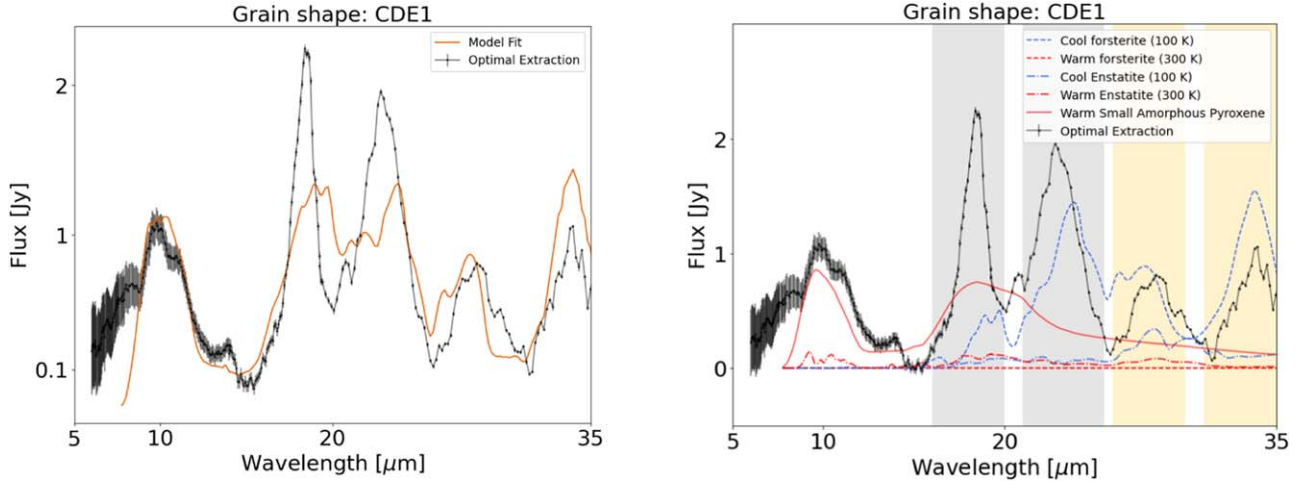 Grain shape: CDE1
Model Fit
Optimal Extraction
2
1
0.1
Flux [Jy]
5
10
20
35
Wavelength [μm]
Grain shape: CDE1
Cool forsterite (100 K)
Warm forsterite (300 K)
Cool Enstatite (100 K)
Warm Enstatite (300 K)
Warm Small Amorphous Pyroxene
Optimal Extraction
2
1
0
Flux [Jy]
5
10
20
35
Wavelength [μm]